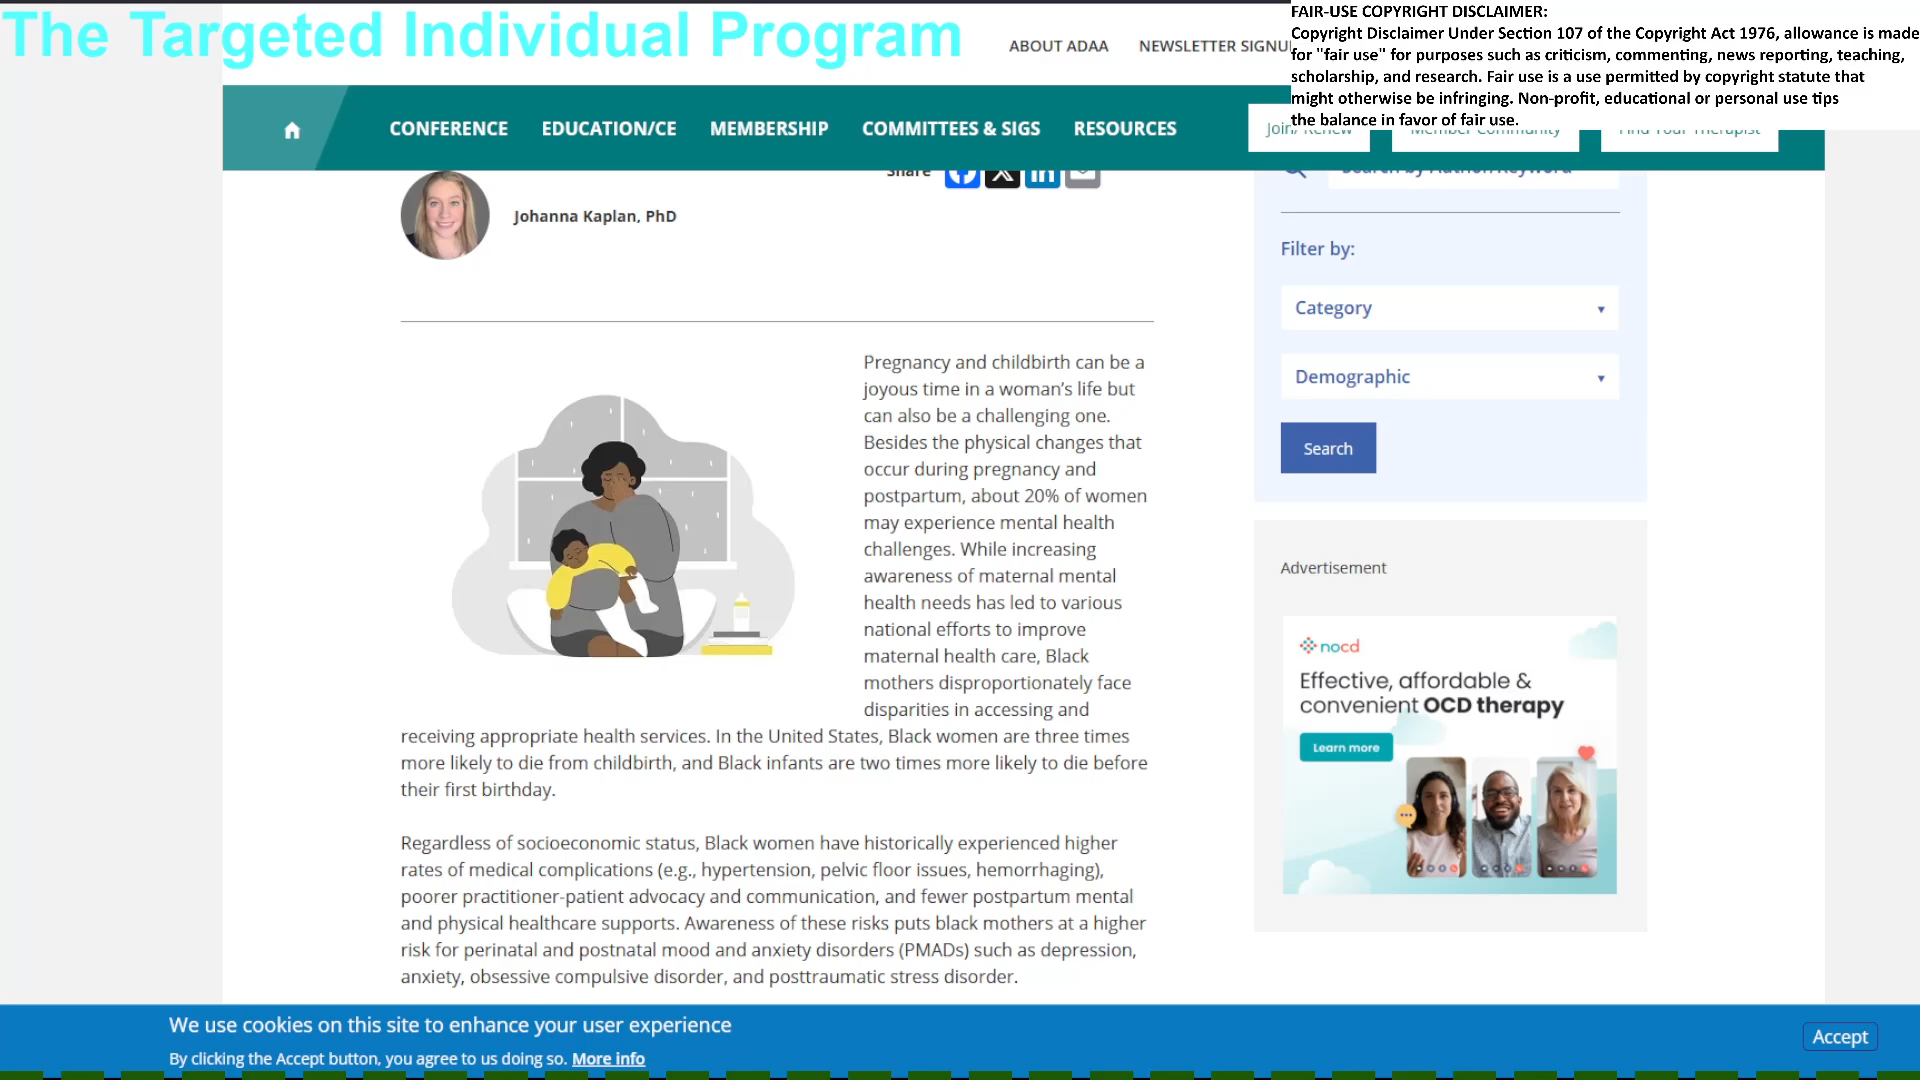 The Targeted Individual Program
ABOUT ADAA
NEWSLETTER SIGNU
FAIR-USE COPYRIGHT DISCLAIMER:
Copyright Disclaimer Under Section 107 of the Copyright Act 1976, allowance is made
for "fair use" for purposes such as criticism, commenting, news reporting, teaching,
scholarship, and research. Fair use is a use permitted by copyright statute that
might otherwise be infringing. Non-profit, educational or personal use tips
the balance in favor of fair use.
CONFERENCE
EDUCATION/CE
MEMBERSHIP
COMMITTEES & SIGS
RESOURCES
Join/ Renew
Member Community
Find Your Therapist
Share
Search by Author/Keyword
Johanna Kaplan, PhD
Filter by:
Category
Demographic
Search
Pregnancy and childbirth can be a
joyous time in a woman’s life but
can also be a challenging one.
Besides the physical changes that
occur during pregnancy and
postpartum, about 20% of women
may experience mental health
challenges. While increasing
awareness of maternal mental
health needs has led to various
national efforts to improve
maternal health care, Black
mothers disproportionately face
disparities in accessing and
receiving appropriate health services. In the United States, Black women are three times
more likely to die from childbirth, and Black infants are two times more likely to die before
their first birthday.
Regardless of socioeconomic status, Black women have historically experienced higher
rates of medical complications (e.g., hypertension, pelvic floor issues, hemorrhaging),
poorer practitioner-patient advocacy and communication, and fewer postpartum mental
and physical healthcare supports. Awareness of these risks puts black mothers at a higher
risk for perinatal and postnatal mood and anxiety disorders (PMADs) such as depression,
anxiety, obsessive compulsive disorder, and posttraumatic stress disorder.
Advertisement
nocd
Effective, affordable &
convenient OCD therapy
Learn more
We use cookies on this site to enhance your user experience
By clicking the Accept button, you agree to us doing so. More info
Accept